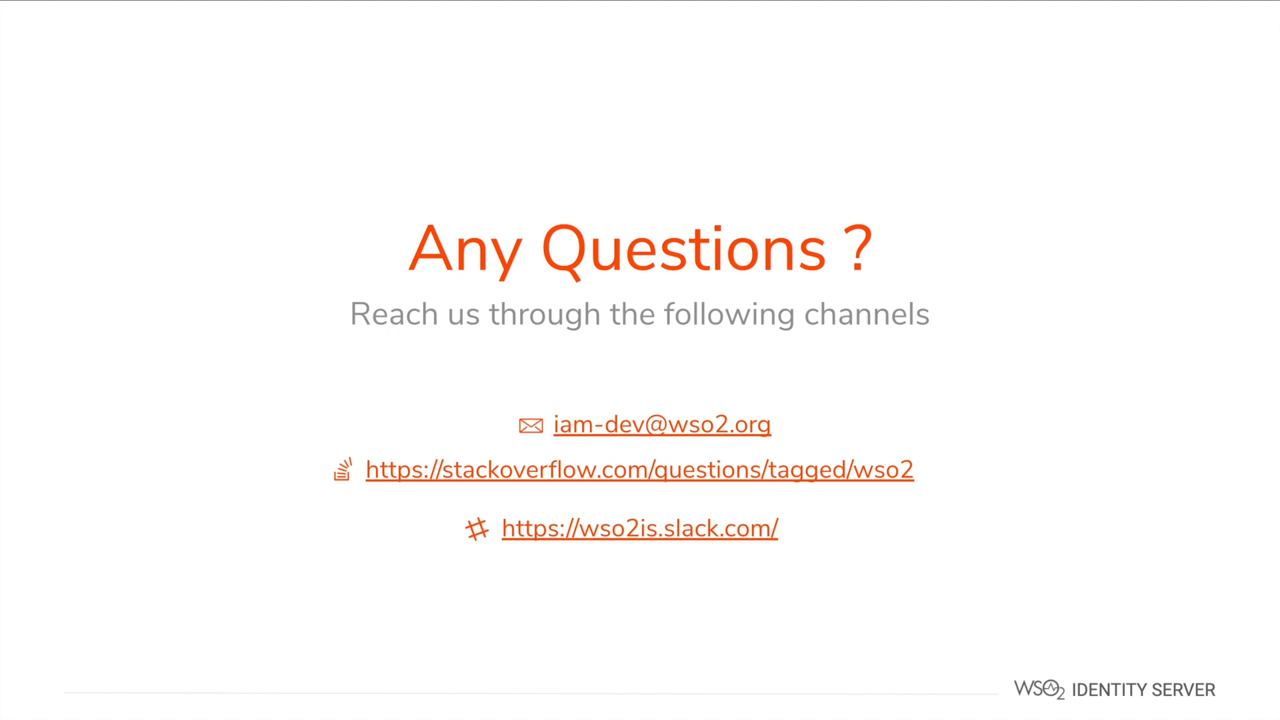 Any Questions ?
Reach us through the following channels
iam-dev@wso2.org
https://stackoverflow.com/questions/tagged/wso2
https://wso2is.slack.com/
WSO2 IDENTITY SERVER